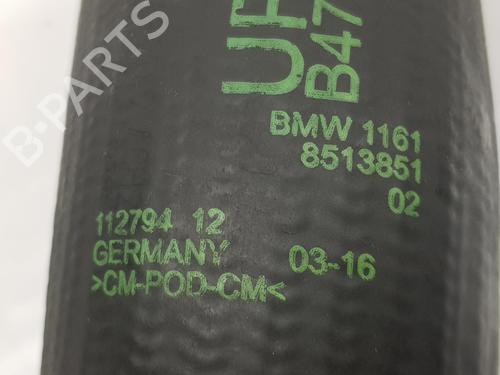 UF
B47
BMW 1161
8513851
02
112794 12
GERMANY 03-16
>CM-POD-CM<
B-PARTS